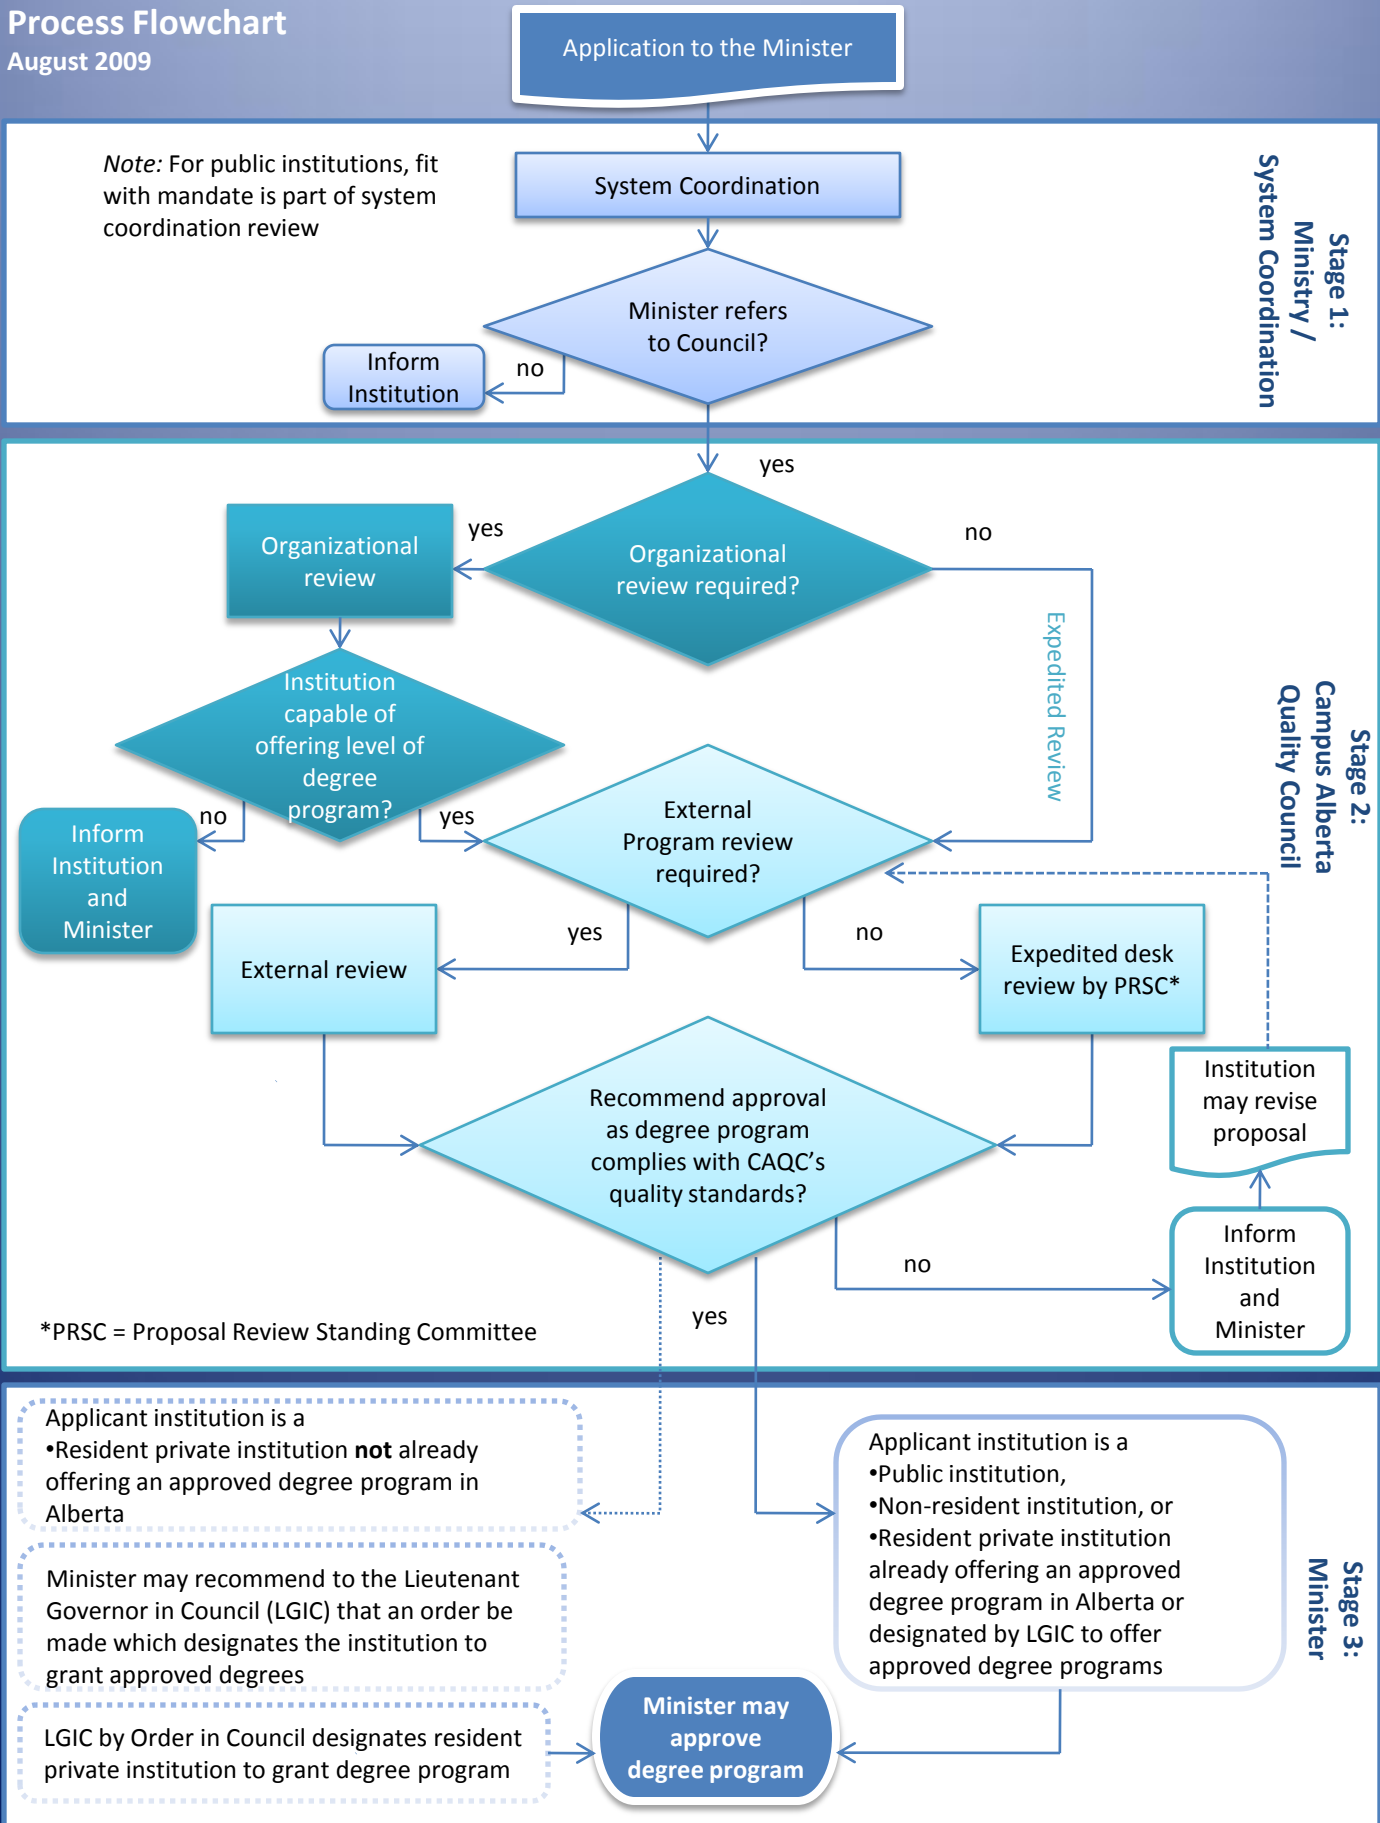 Process Flowchart
August 2009
Application to the Minister
Note: For public institutions, fit
with mandate is part of system
coordination review
System Coordination
Stage 1:
Ministry /
System Coordination
Minister refers
to Council?
Inform
Institution
no
yes
Organizational
review
yes
Organizational
review required?
no
Expedited Review
Institution
capable of
offering level of
degree
program?
Stage 2:
Campus Alberta
Quality Council
no
yes
Inform
Institution
and
Minister
External
Program review
required?
yes
no
External review
Expedited desk
review by PRSC*
Recommend approval
as degree program
complies with CAQC's
quality standards?
Institution
may revise
proposal
no
Inform
Institution
and
Minister
yes
*PRSC = Proposal Review Standing Committee
Applicant institution is a
•Resident private institution not already
offering an approved degree program in
Alberta
Applicant institution is a
•Public institution,
•Non-resident institution, or
•Resident private institution
already offering an approved
degree program in Alberta or
designated by LGIC to offer
approved degree programs
Stage 3:
Minister
Minister may recommend to the Lieutenant
Governor in Council (LGIC) that an order be
made which designates the institution to
grant approved degrees
LGIC by Order in Council designates resident
private institution to grant degree program
Minister may
approve
degree program